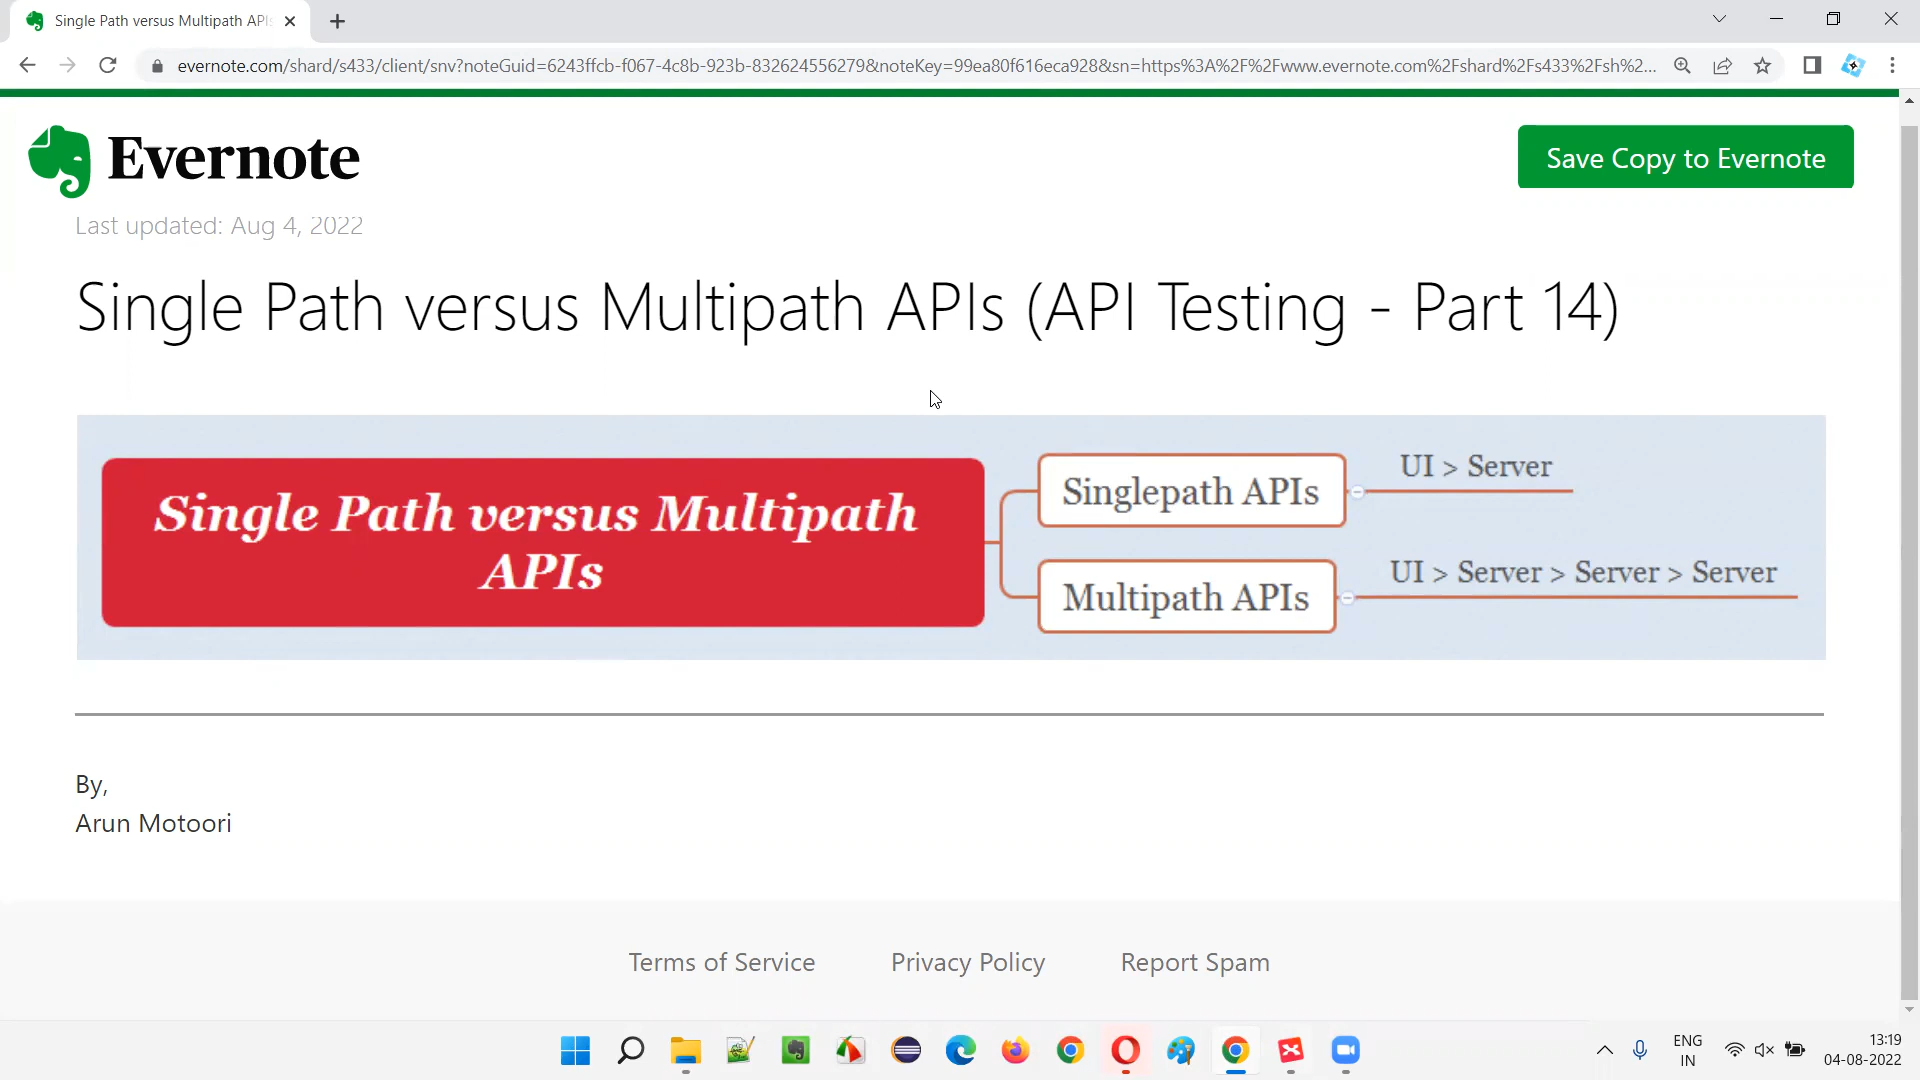 Single Path versus Multipath APIs
evernote.com/shard/s433/client/snv?noteGuid=6243ffcb-f067-4c8b-923b-832624556279&noteKey=99ea80f616eca928&sn=https%3A%2F%2Fwww.evernote.com%2Fshard%2Fs433%2Fsh%2...
Evernote
Save Copy to Evernote
Last updated: Aug 4, 2022
Single Path versus Multipath APIs (API Testing - Part 14)
Single Path versus Multipath
APIs
Singlepath APIs
UI > Server
Multipath APIs
UI > Server > Server > Server
By,
Arun Motoori
Terms of Service
Privacy Policy
Report Spam
ENG
IN
13:19
04-08-2022